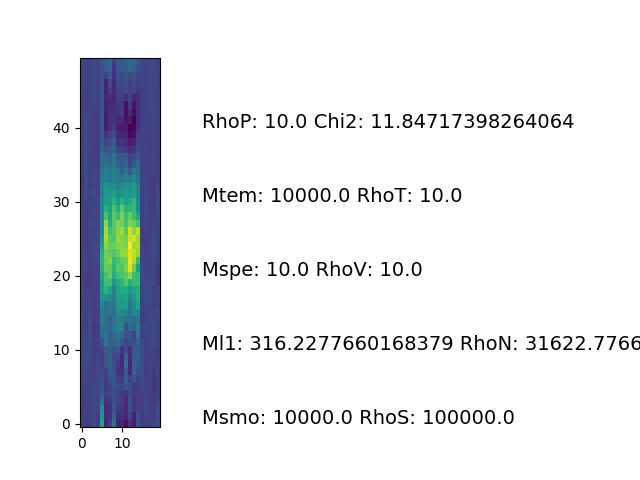 RhoP: 10.0 Chi2: 11.84717398264064
40
Mtem: 10000.0 RhoT: 10.0
30
Mspe: 10.0 RhoV: 10.0
20
Ml1: 316.2277660168379 RhoN: 31622.7766
10
Msmo: 10000.0 RhoS: 100000.0
0
0 10